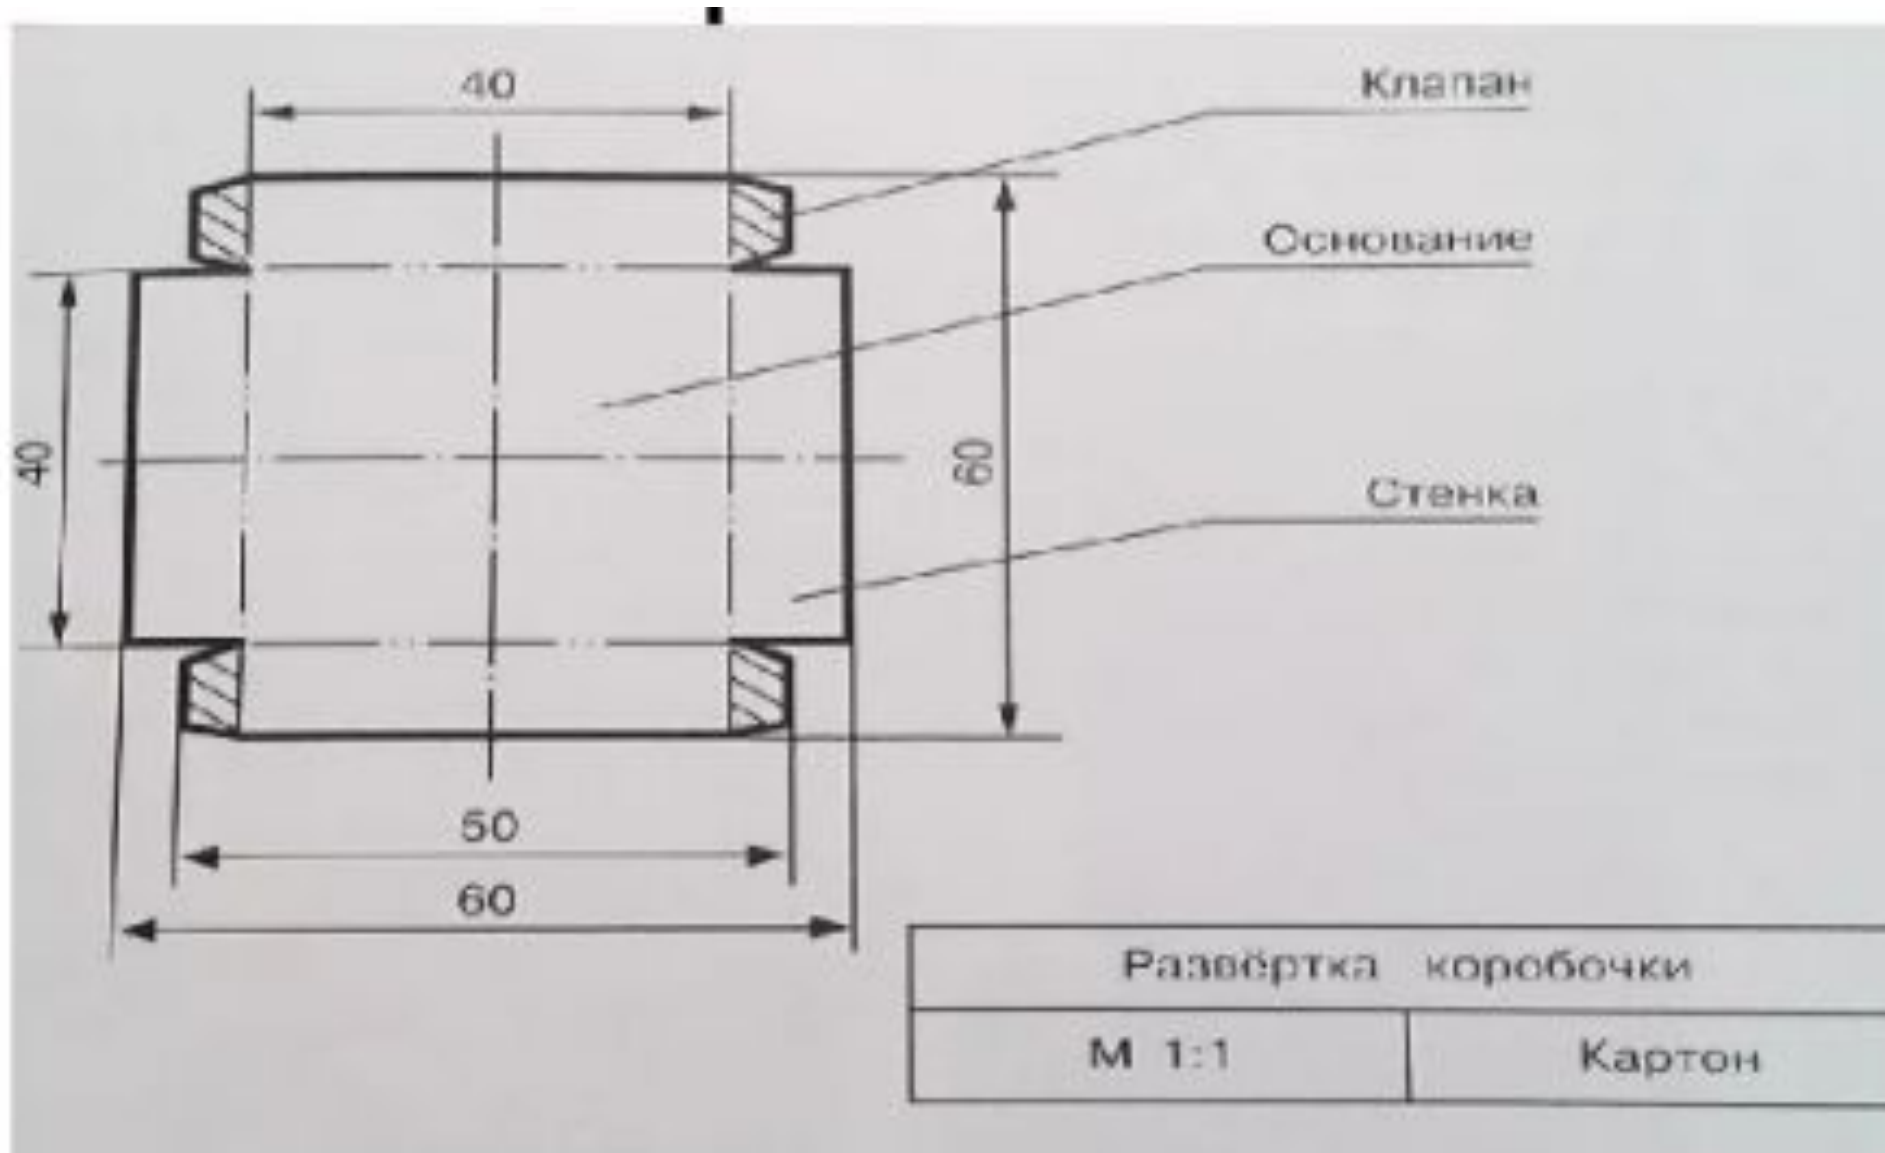 40
Клапан
Основание
40
60
Стенка
50
60
Развёртка коробочки
М 1:1
Картон